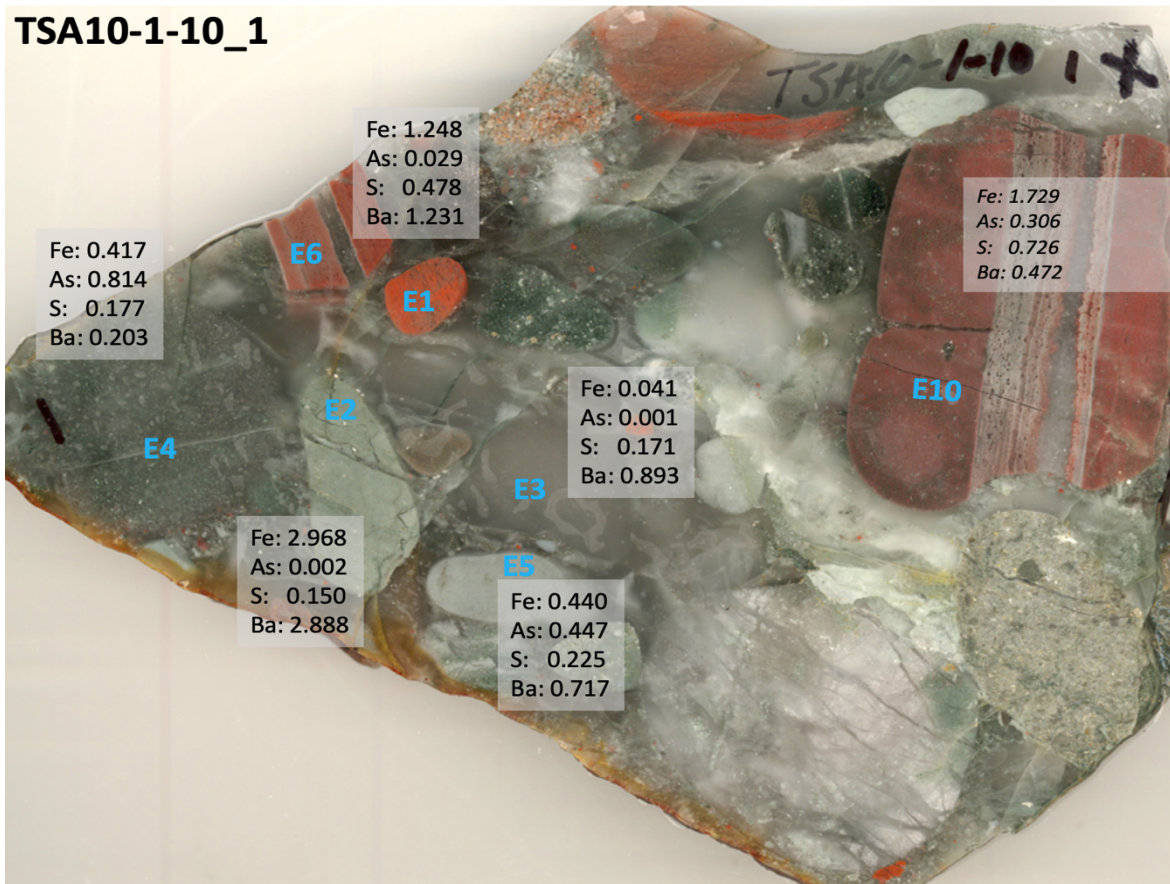 TSA10-1-10_1
TSA10-1-10 1 X
Fe: 1.248
As: 0.029
S: 0.478
Ba: 1.231
Fe: 1.729
As: 0.306
S: 0.726
Ba: 0.472
Fe: 0.417
As: 0.814
S: 0.177
Ba: 0.203
E6
E1
E10
E2
E4
Fe: 0.041
As: 0.001
S: 0.171
Ba: 0.893
E3
Fe: 2.968
As: 0.002
S: 0.150
Ba: 2.888
E5
Fe: 0.440
As: 0.447
S: 0.225
Ba: 0.717